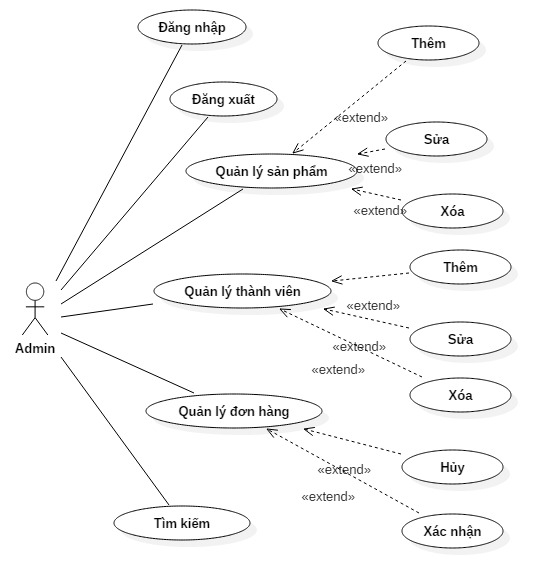 Đăng nhập
Thêm
Đăng xuất
«extend»
Sửa
Quản lý sản phẩm
«extend»
«extend»
Xóa
Thêm
Quản lý thành viên
«extend»
Admin
«extend»
Sửa
«extend»
Xóa
Quản lý đơn hàng
«extend»
Hủy
«extend»
Tìm kiếm
Xác nhận